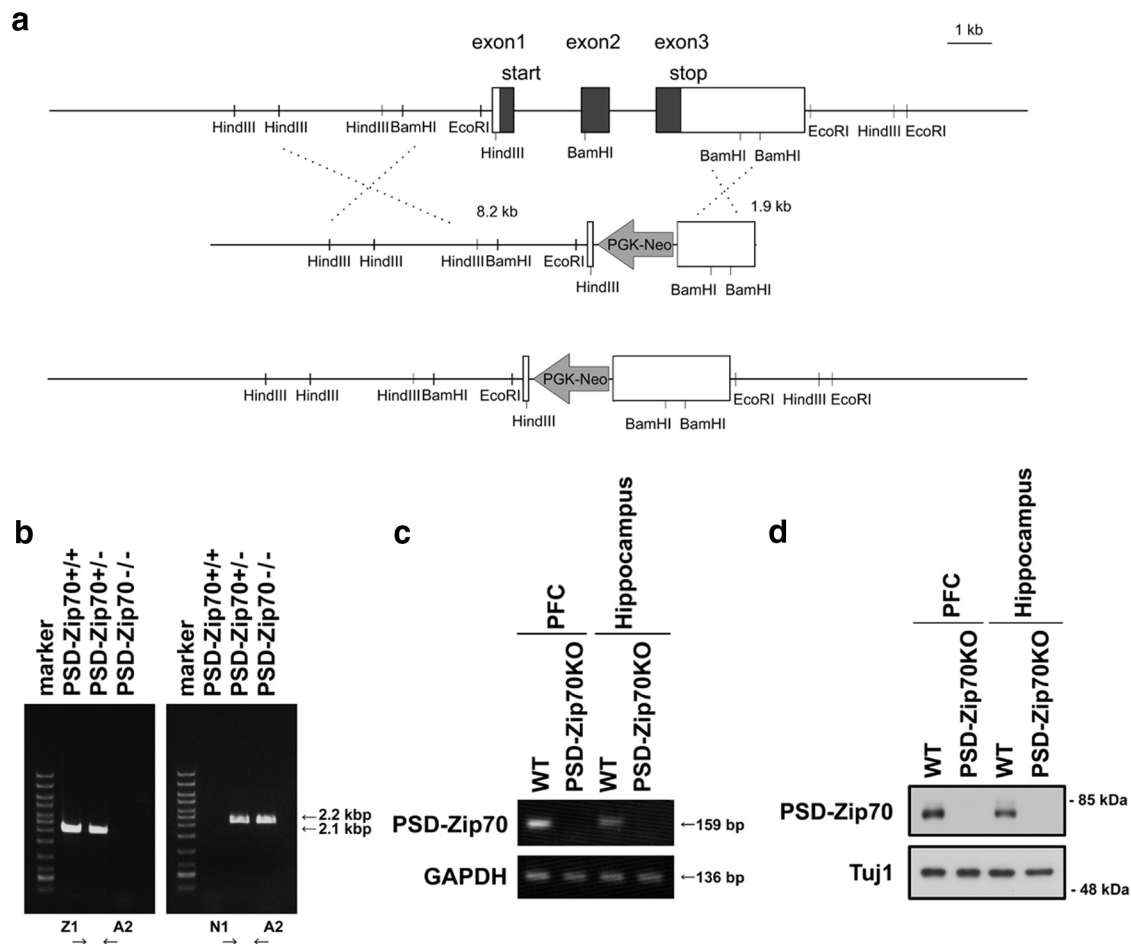 a
1 kb
exon1 exon2 exon3
start stop
HindIII HindIII HindIII BamHI EcoRI EcoRI HindIII EcoRI
HindIII BamHI BamHI BamHI
8.2 kb 1.9 kb
PGK-Neo
HindIII HindIII HindIII BamHI EcoRI
HindIII BamHI BamHI
PGK-Neo
HindIII HindIII HindIII BamHI EcoRI EcoRI HindIII EcoRI
HindIII BamHI BamHI
b
marker
PSD-Zip70+/+
PSD-Zip70+/-
PSD-Zip70 -/-
marker
PSD-Zip70+/+
PSD-Zip70+/-
PSD-Zip70 -/-
←2.2 kbp
←2.1 kbp
Z1 A2
→ ←
N1 A2
→ ←
c
PFC
Hippocampus
WT
PSD-Zip70KO
WT
PSD-Zip70KO
PSD-Zip70 ←159 bp
GAPDH ←136 bp
d
PFC
Hippocampus
WT
PSD-Zip70KO
WT
PSD-Zip70KO
PSD-Zip70 - 85 kDa
Tuj1
- 48 kDa